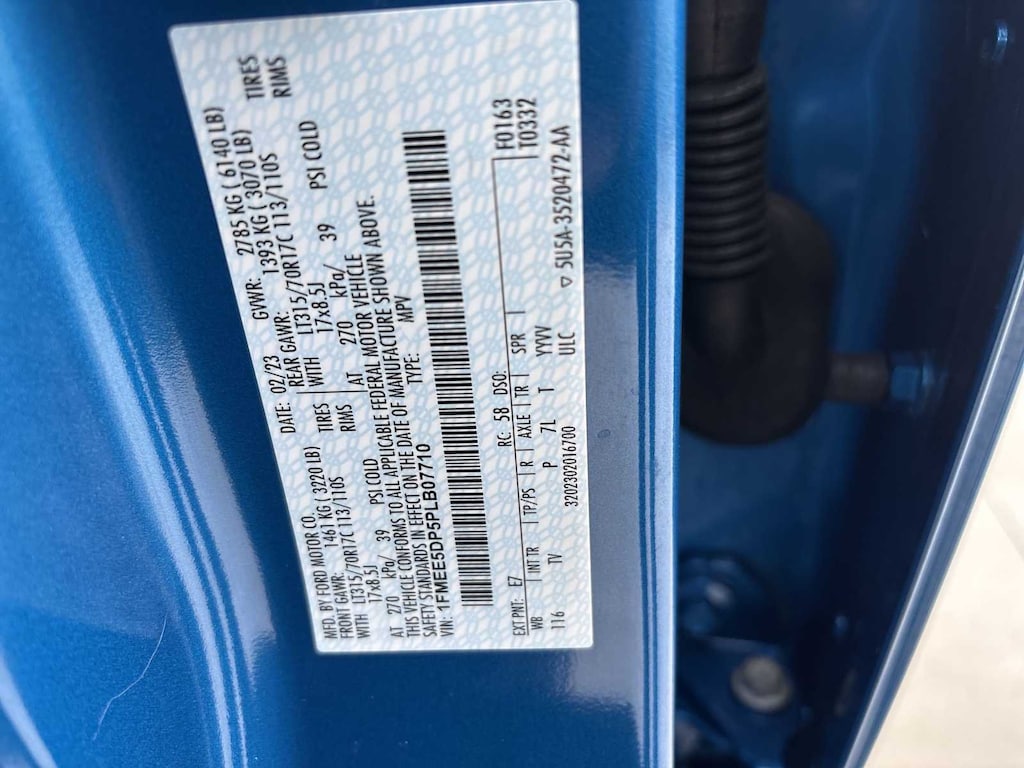 MFD. BY FORD MOTOR CO. DATE: 02/23 GVWR: 2785 KG ( 6140 LB)
FRONT GAWR: 1461 KG ( 3220 LB) REAR GAWR: 1393 KG ( 3070 LB)
WITH LT315/70R17C 113/110S TIRES WITH LT315/70R17C 113/110S TIRES
17x8.5J RIMS 17x8.5J RIMS
AT 270 kPa/ 39 PSI COLD AT 270 kPa/ 39 PSI COLD
THIS VEHICLE CONFORMS TO ALL APPLICABLE FEDERAL MOTOR VEHICLE
SAFETY STANDARDS IN EFFECT ON THE DATE OF MANUFACTURE SHOWN ABOVE.
VIN: 1FMEE5DP5PLB07710 TYPE: MPV
EXT PNT: E7 RC: 58 DSO: F0163
WB INT TR TP/PS R AXLE TR SPR T0332
116 TV P 7L T YYVV
3202302016700 ULC ▽ 5U5A-3520472-AA